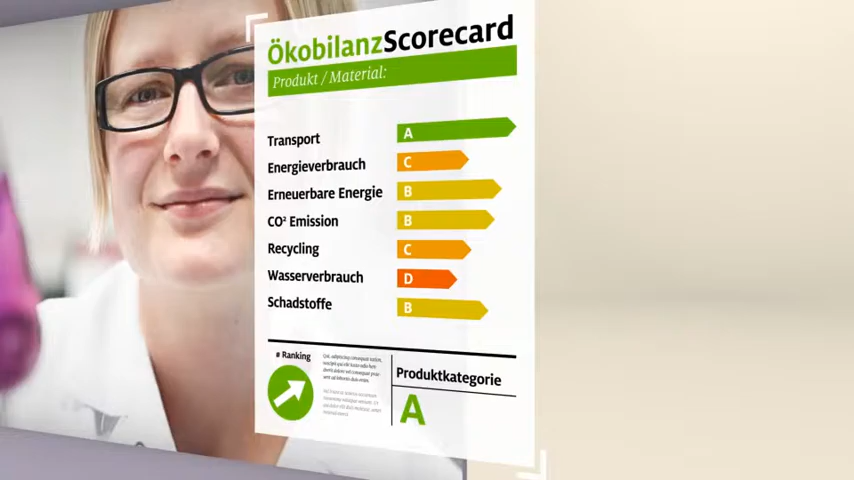 ÖkobilanzScorecard
Produkt / Material:
Transport A
Energieverbrauch C
Erneuerbare Energie B
CO² Emission B
Recycling C
Wasserverbrauch D
Schadstoffe B
# Ranking
Produktkategorie
A